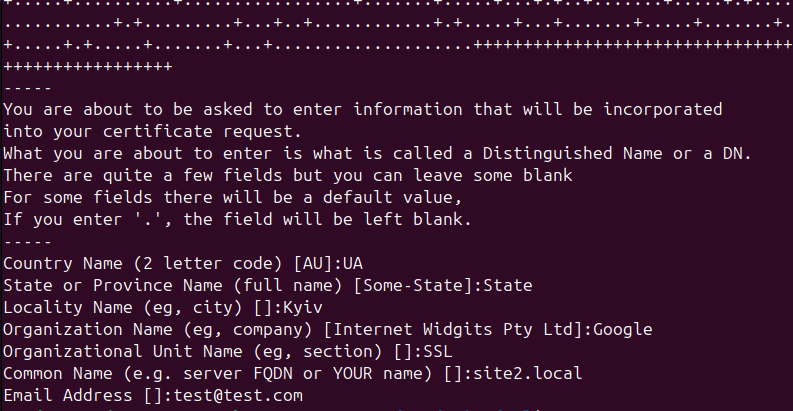 -----
You are about to be asked to enter information that will be incorporated
into your certificate request.
What you are about to enter is what is called a Distinguished Name or a DN.
There are quite a few fields but you can leave some blank
For some fields there will be a default value,
If you enter '.', the field will be left blank.
-----
Country Name (2 letter code) [AU]:UA
State or Province Name (full name) [Some-State]:State
Locality Name (eg, city) []:Kyiv
Organization Name (eg, company) [Internet Widgits Pty Ltd]:Google
Organizational Unit Name (eg, section) []:SSL
Common Name (e.g. server FQDN or YOUR name) []:site2.local
Email Address []:test@test.com